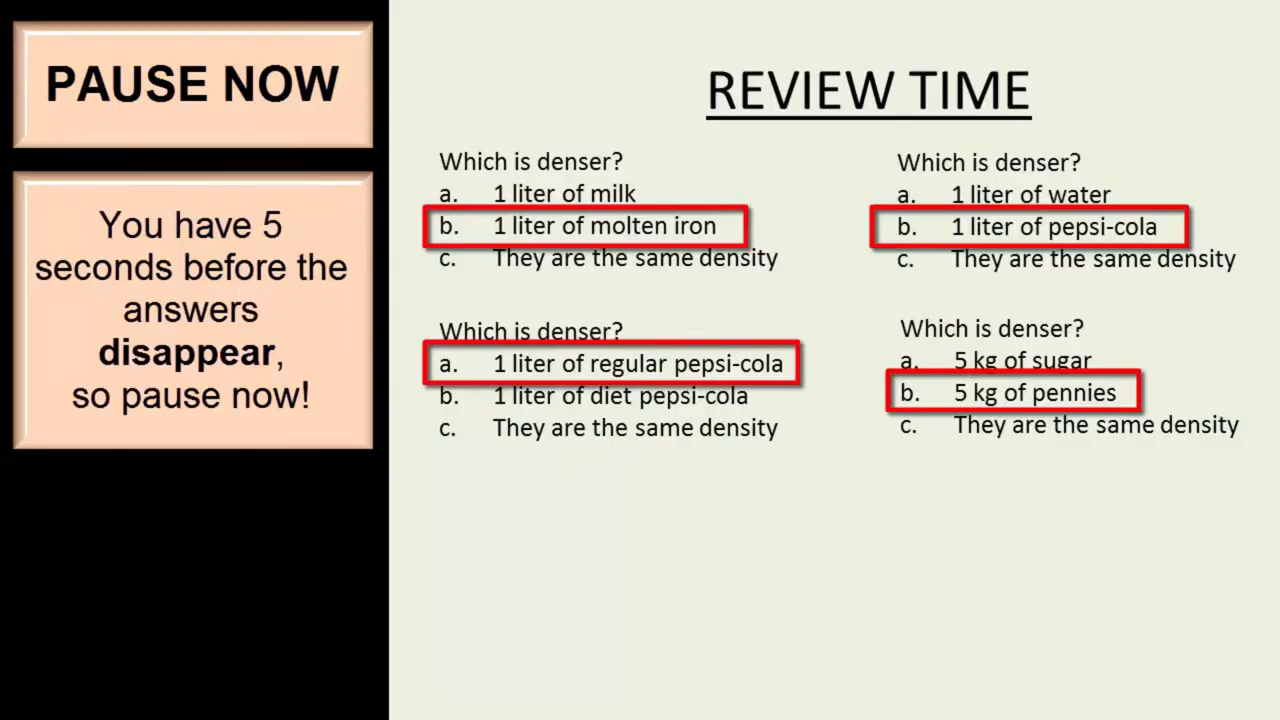 PAUSE NOW
You have 5
seconds before the
answers
disappear,
so pause now!
REVIEW TIME
Which is denser?
a. 1 liter of milk
b. 1 liter of molten iron
c. They are the same density
Which is denser?
a. 1 liter of water
b. 1 liter of pepsi-cola
c. They are the same density
Which is denser?
a. 1 liter of regular pepsi-cola
b. 1 liter of diet pepsi-cola
c. They are the same density
Which is denser?
a. 5 kg of sugar
b. 5 kg of pennies
c. They are the same density